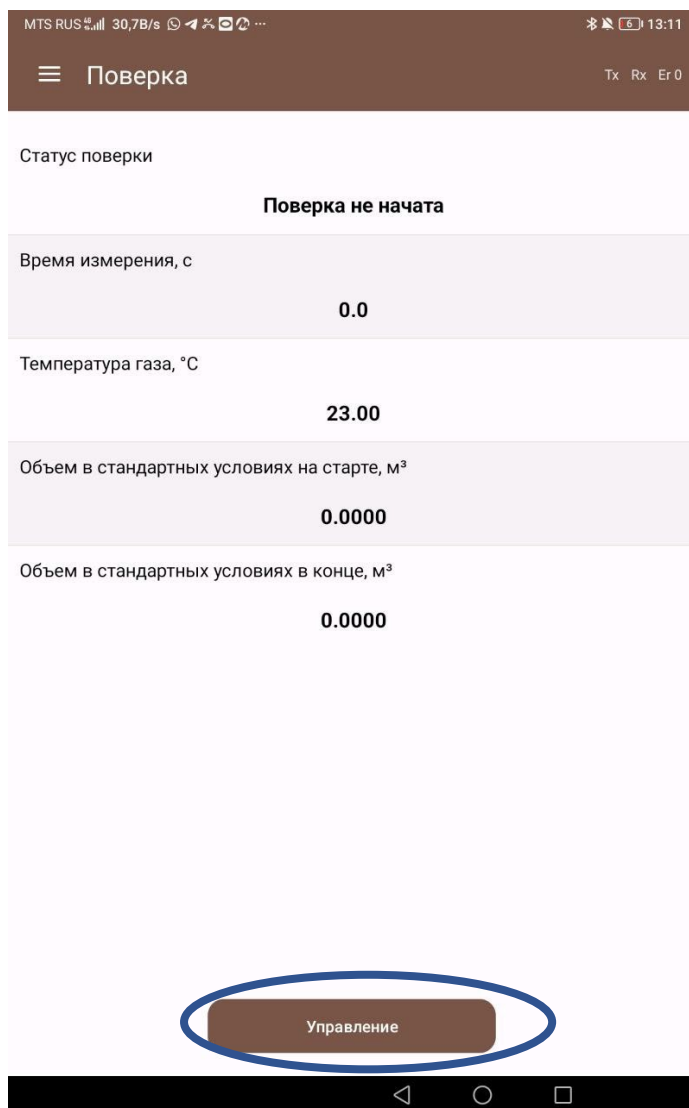 MTS RUS 4G 30,7B/s ... 6 13:11
Поверка Tx Rx Er 0
Статус поверки
Поверка не начата
Время измерения, с
0.0
Температура газа, °C
23.00
Объем в стандартных условиях на старте, м³
0.0000
Объем в стандартных условиях в конце, м³
0.0000
Управление